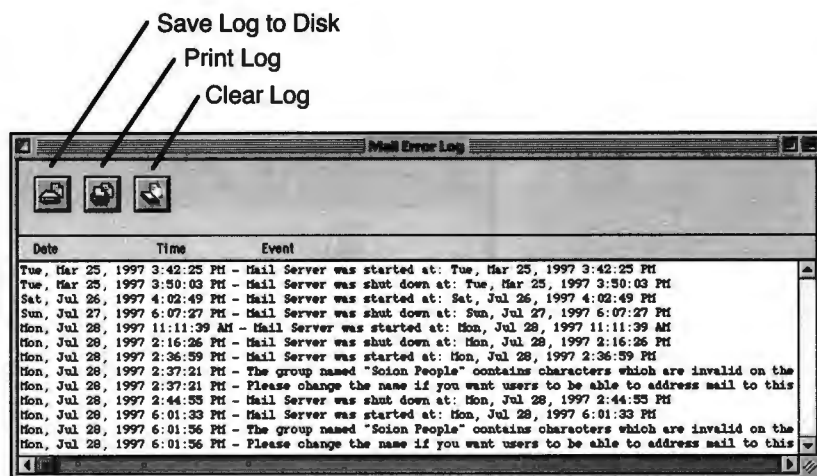 Save Log to Disk
Print Log
Clear Log
Mail Error Log
Date Time Event
Tue, Mar 25, 1997 3:42:25 PM - Mail Server was started at: Tue, Mar 25, 1997 3:42:25 PM
Tue, Mar 25, 1997 3:50:03 PM - Mail Server was shut down at: Tue, Mar 25, 1997 3:50:03 PM
Sat, Jul 26, 1997 4:02:49 PM - Mail Server was started at: Sat, Jul 26, 1997 4:02:49 PM
Sun, Jul 27, 1997 6:07:27 PM - Mail Server was shut down at: Sun, Jul 27, 1997 6:07:27 PM
Mon, Jul 28, 1997 11:11:39 AM - Mail Server was started at: Mon, Jul 28, 1997 11:11:39 AM
Mon, Jul 28, 1997 2:16:26 PM - Mail Server was shut down at: Mon, Jul 28, 1997 2:16:26 PM
Mon, Jul 28, 1997 2:36:59 PM - Mail Server was started at: Mon, Jul 28, 1997 2:36:59 PM
Mon, Jul 28, 1997 2:37:21 PM - The group named "Soion People" contains characters which are invalid on the
Mon, Jul 28, 1997 2:37:21 PM - Please change the name if you want users to be able to address mail to this
Mon, Jul 28, 1997 2:44:55 PM - Mail Server was shut down at: Mon, Jul 28, 1997 2:44:55 PM
Mon, Jul 28, 1997 6:01:33 PM - Mail Server was started at: Mon, Jul 28, 1997 6:01:33 PM
Mon, Jul 28, 1997 6:01:56 PM - The group named "Soion People" contains characters which are invalid on the
Mon, Jul 28, 1997 6:01:56 PM - Please change the name if you want users to be able to address mail to this